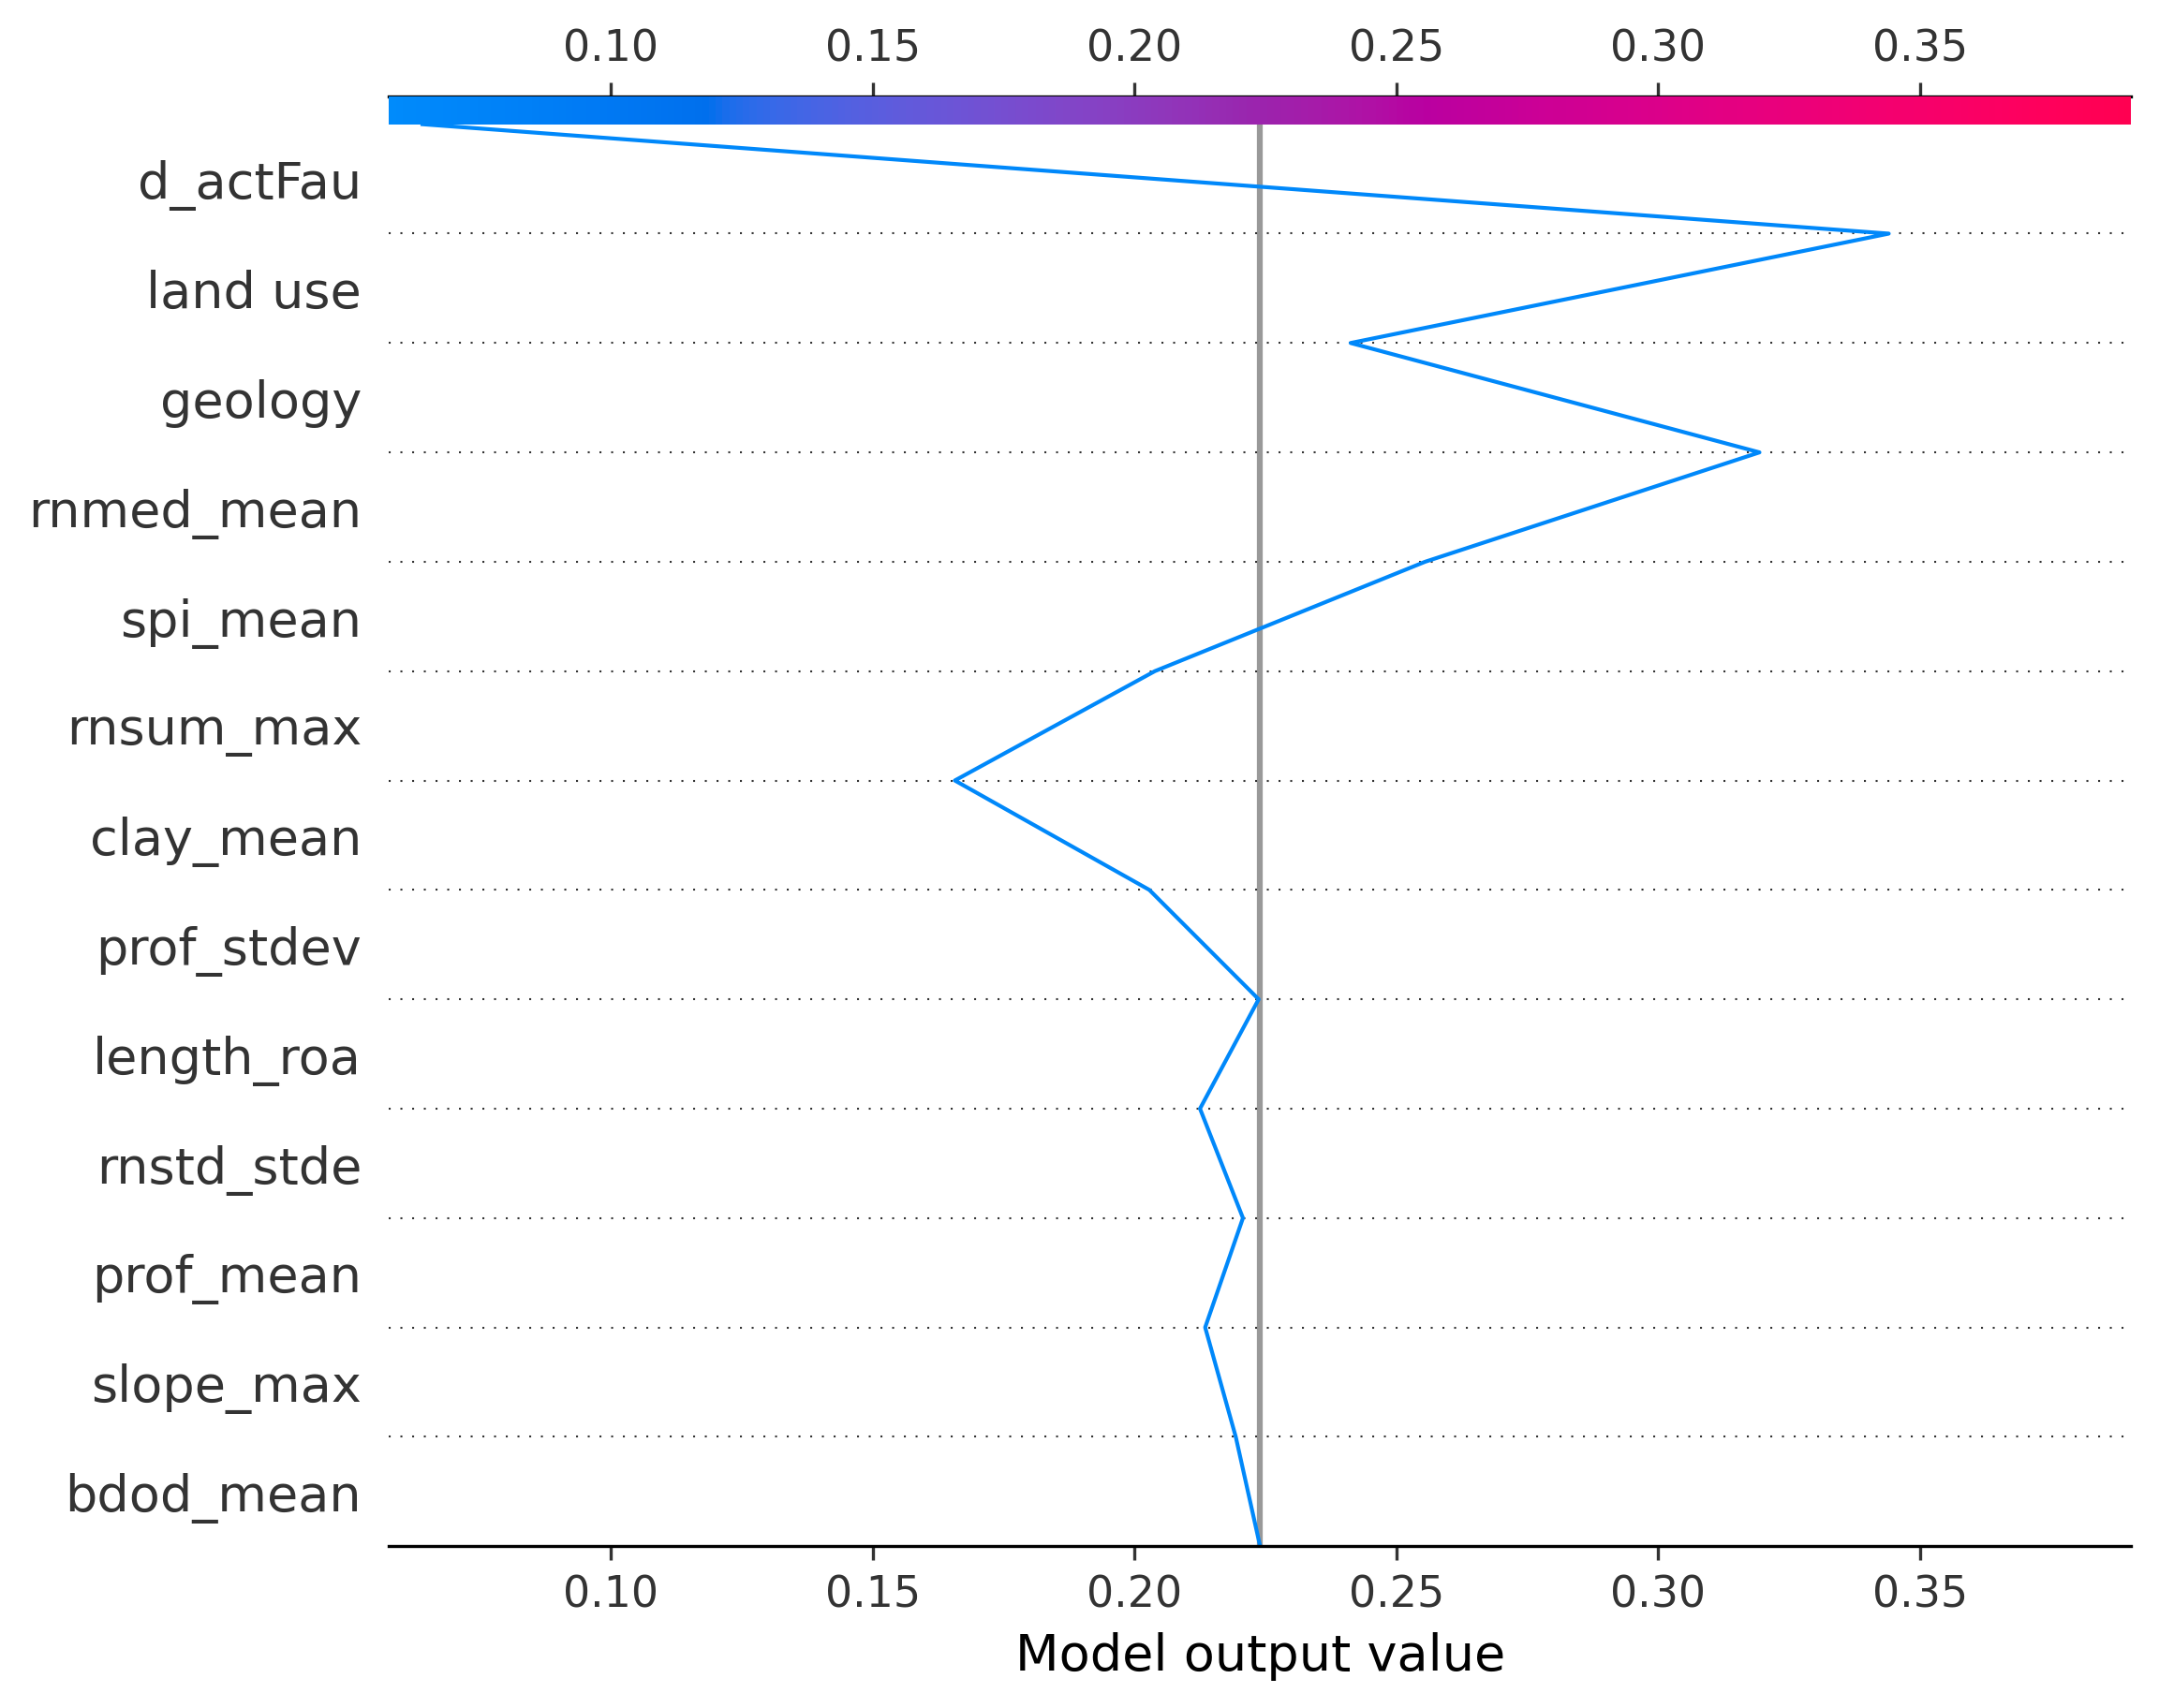 0.10 0.15 0.20 0.25 0.30 0.35
d_actFau
land use
geology
rnmed_mean
spi_mean
rnsum_max
clay_mean
prof_stdev
length_roa
rnstd_stde
prof_mean
slope_max
bdod_mean
0.10 0.15 0.20 0.25 0.30 0.35
Model output value